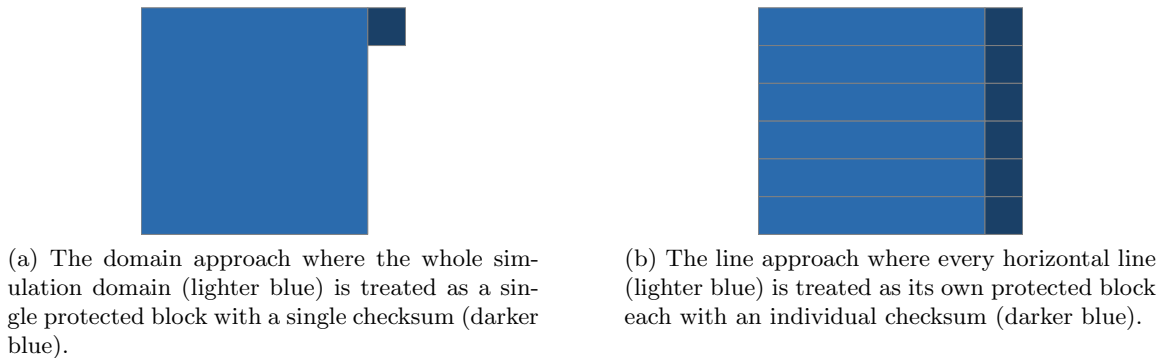 (a) The domain approach where the whole sim-
ulation domain (lighter blue) is treated as a sin-
gle protected block with a single checksum (darker
blue).
(b) The line approach where every horizontal line
(lighter blue) is treated as its own protected block
each with an individual checksum (darker blue).